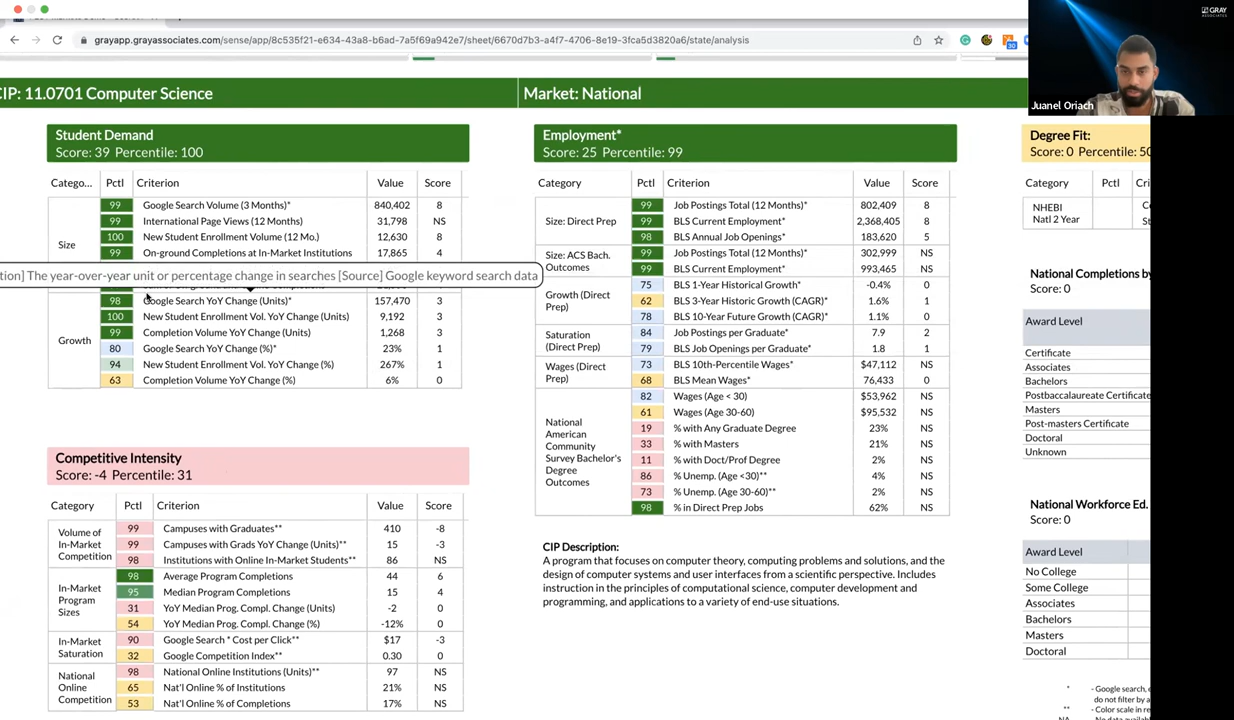 GRAY
ASSOCIATES
grayapp.grayassociates.com/sense/app/8c535f21-e634-43a8-b6ad-7a5f69a942e7/sheet/6670d7b3-a4f7-4706-8e19-3fca5d3820a6/state/analysis
30
Juanel Oriach
CIP: 11.0701 Computer Science
Market: National
Student Demand
Score: 39 Percentile: 100
Catego... Pctl Criterion Value Score
Size
99 Google Search Volume (3 Months)* 840,402 8
99 International Page Views (12 Months) 31,798 NS
100 New Student Enrollment Volume (12 Mo.) 12,630 8
99 On-ground Completions at In-Market Institutions 17,865 4
tion] The year-over-year unit or percentage change in searches [Source] Google keyword search data
Growth
98 Google Search YoY Change (Units)* 157,470 3
100 New Student Enrollment Vol. YoY Change (Units) 9,192 3
99 Completion Volume YoY Change (Units) 1,268 3
80 Google Search YoY Change (%)* 23% 1
94 New Student Enrollment Vol. YoY Change (%) 267% 1
63 Completion Volume YoY Change (%) 6% 0
Competitive Intensity
Score: -4 Percentile: 31
Category Pctl Criterion Value Score
Volume of
In-Market
Competition
99 Campuses with Graduates** 410 -8
99 Campuses with Grads YoY Change (Units)** 15 -3
98 Institutions with Online In-Market Students** 86 NS
In-Market
Program
Sizes
98 Average Program Completions 44 6
95 Median Program Completions 15 4
31 YoY Median Prog. Compl. Change (Units) -2 0
54 YoY Median Prog. Compl. Change (%) -12% 0
In-Market
Saturation
90 Google Search * Cost per Click** $17 -3
32 Google Competition Index** 0.30 0
National
Online
Competition
98 National Online Institutions (Units)** 97 NS
65 Nat'l Online % of Institutions 21% NS
53 Nat'l Online % of Completions 17% NS
Employment*
Score: 25 Percentile: 99
Category Pctl Criterion Value Score
Size: Direct Prep
99 Job Postings Total (12 Months)* 802,409 8
99 BLS Current Employment* 2,368,405 8
98 BLS Annual Job Openings* 183,620 5
Size: ACS Bach.
Outcomes
99 Job Postings Total (12 Months)* 302,999 NS
99 BLS Current Employment* 993,465 NS
Growth (Direct
Prep)
75 BLS 1-Year Historical Growth* -0.4% 0
62 BLS 3-Year Historic Growth (CAGR)* 1.6% 1
78 BLS 10-Year Future Growth (CAGR)* 1.1% 0
Saturation
(Direct Prep)
84 Job Postings per Graduate* 7.9 2
79 BLS Job Openings per Graduate* 1.8 1
Wages (Direct
Prep)
73 BLS 10th-Percentile Wages* $47,112 NS
68 BLS Mean Wages* 76,433 0
National
American
Community
Survey Bachelor's
Degree
Outcomes
82 Wages (Age < 30) $53,962 NS
61 Wages (Age 30-60) $95,532 NS
19 % with Any Graduate Degree 23% NS
33 % with Masters 21% NS
11 % with Doct/Prof Degree 2% NS
86 % Unemp. (Age <30)** 4% NS
73 % Unemp. (Age 30-60)** 2% NS
98 % in Direct Prep Jobs 62% NS
CIP Description:
A program that focuses on computer theory, computing problems and solutions, and the
design of computer systems and user interfaces from a scientific perspective. Includes
instruction in the principles of computational science, computer development and
programming, and applications to a variety of end-use situations.
Degree Fit:
Score: 0 Percentile: 50
Category Pctl Cri
NHEBI
Natl 2 Year
National Completions by
Score: 0
Award Level
Certificate
Associates
Bachelors
Postbaccalaureate Certificate
Masters
Post-masters Certificate
Doctoral
Unknown
National Workforce Ed.
Score: 0
Award Level
No College
Some College
Associates
Bachelors
Masters
Doctoral
* - Google search, e
do not filter by a
** - Color scale in re